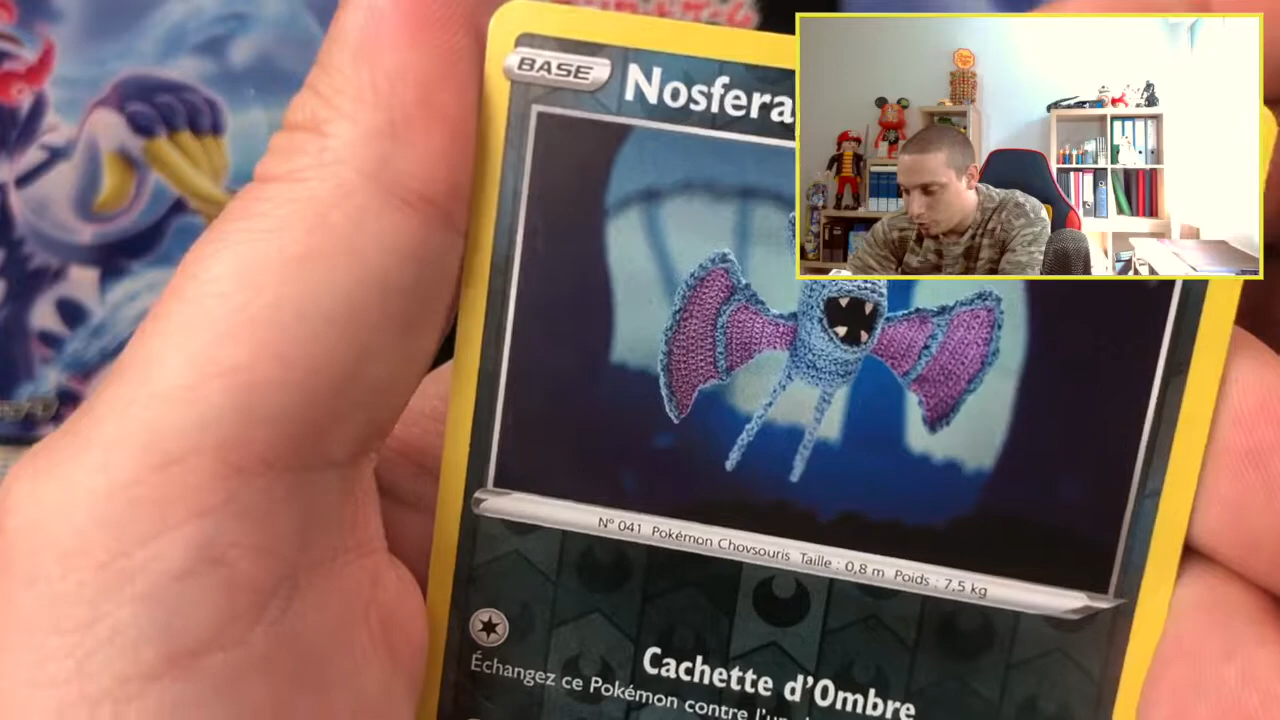 BASE
Nosfera
N° 041 Pokémon Chovsouris Taille : 0,8 m Poids : 7,5 kg
Cachette d'Ombre
Échangez ce Pokémon contre l'un